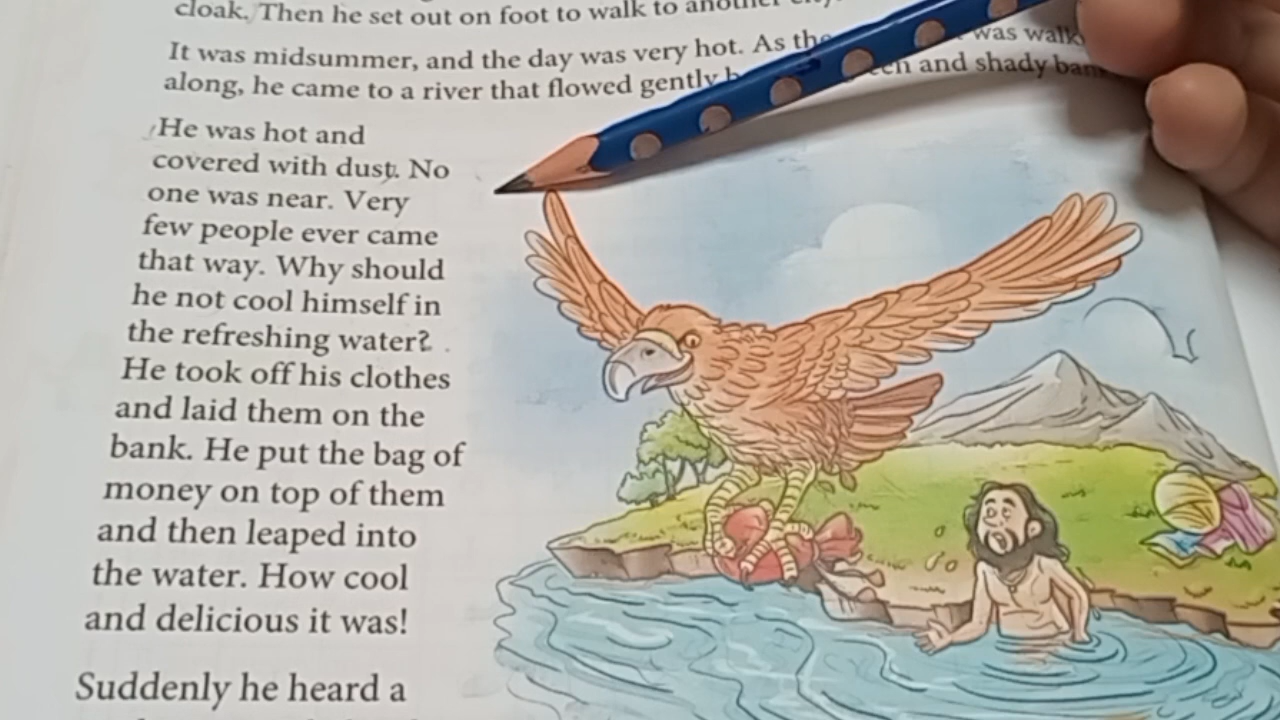 cloak. Then he set out on foot to walk to another
It was midsummer, and the day was very hot. As the was walk
along, he came to a river that flowed gently and shady
He was hot and
covered with dust. No
one was near. Very
few people ever came
that way. Why should
he not cool himself in
the refreshing water?
He took off his clothes
and laid them on the
bank. He put the bag of
money on top of them
and then leaped into
the water. How cool
and delicious it was!
Suddenly he heard a